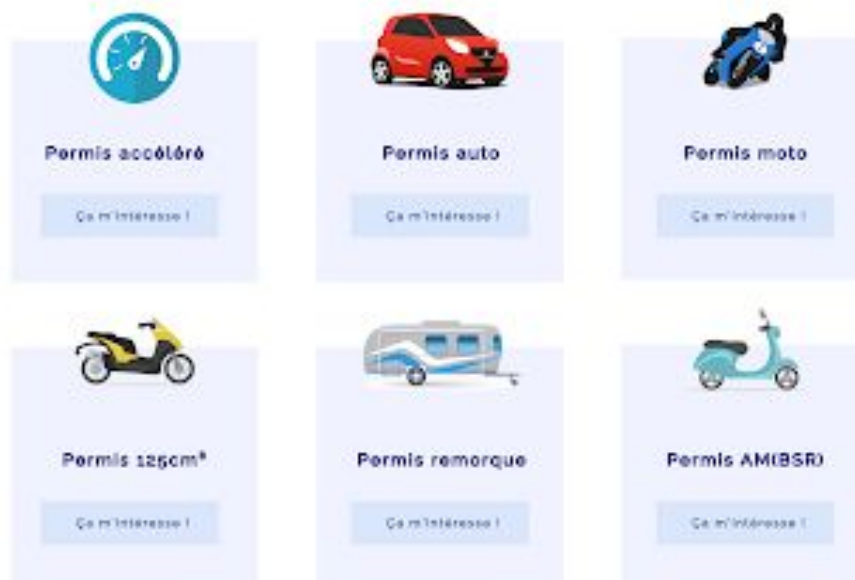 Permis accéléré
Permis auto
Permis moto
Ça m'intéresse !
Ça m'intéresse !
Ça m'intéresse !
Permis 125cm³
Permis remorque
Permis AM(BSR)
Ça m'intéresse !
Ça m'intéresse !
Ça m'intéresse !